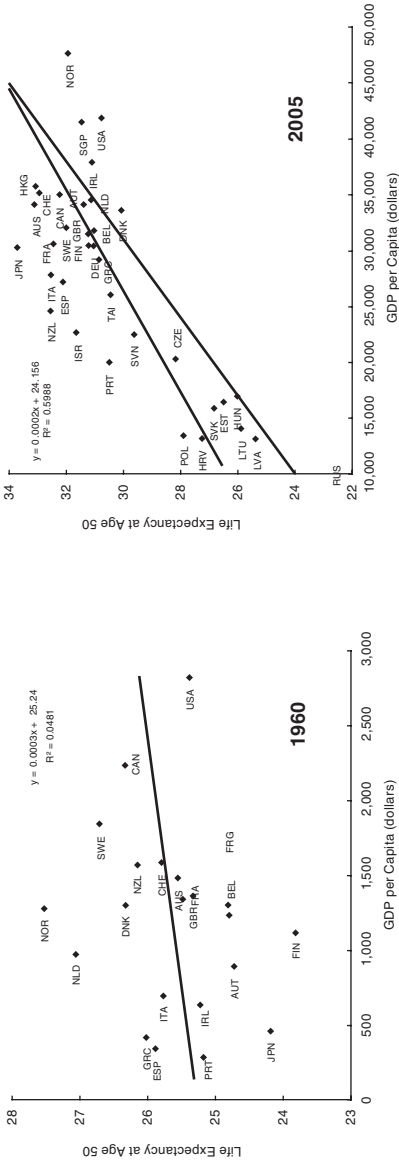 28
27
26
25
24
23
Life Expectancy at Age 50
0
500
1,000
1,500
2,000
2,500
3,000
GDP per Capita (dollars)
1960
y = 0.0003x + 25.24
R² = 0.0481
NOR
NLD
SWE
DNK
NZL
CAN
GRC
ESP
ITA
CHE
AUS
GBR
FRA
USA
PRT
IRL
AUT
BEL
FRG
JPN
FIN
34
32
30
28
26
24
22
Life Expectancy at Age 50
10,000
15,000
20,000
25,000
30,000
35,000
40,000
45,000
50,000
GDP per Capita (dollars)
2005
y = 0.0002x + 24.156
R² = 0.5988
JPN
HKG
AUS
CHE
FRA
CAN
ITA
SWE
AUT
NOR
NZL
ESP
FIN
GBR
SGP
ISR
DEU
BEL
IRL
NLD
USA
GRC
TAI
DNK
PRT
SVN
CZE
POL
HRV
SVK
EST
HUN
LTU
LVA
RUS